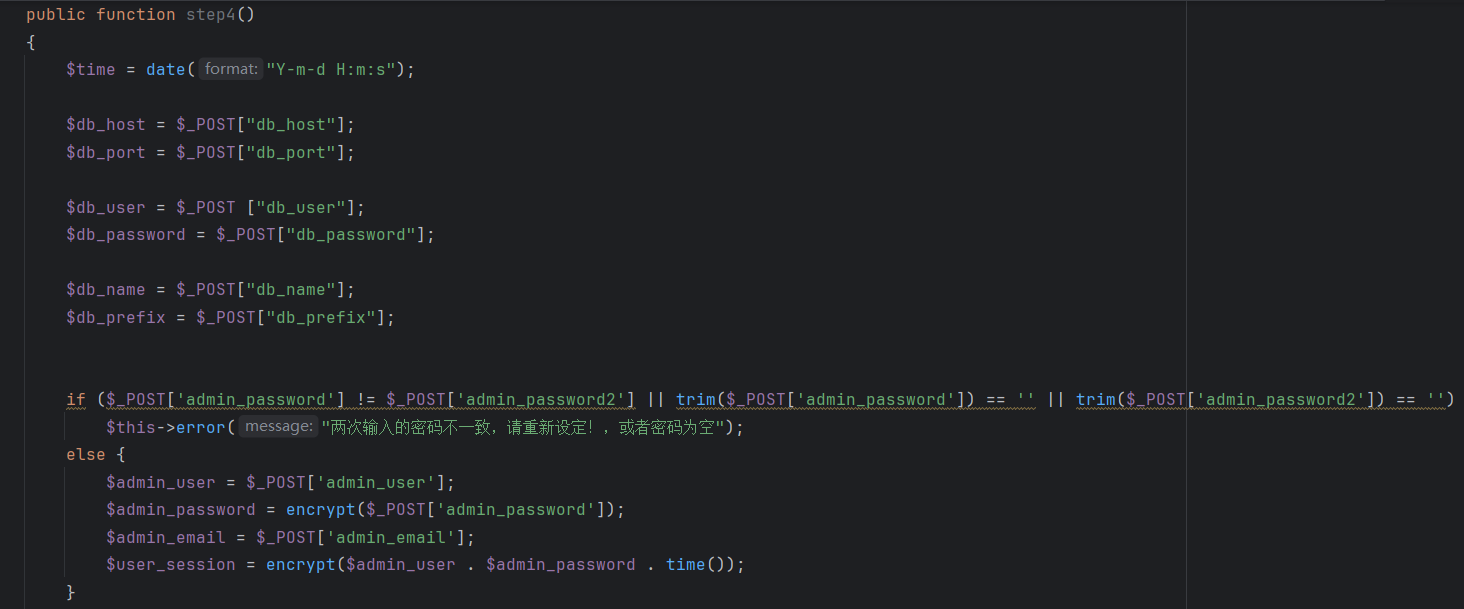 public function step4()
{
$time = date( format: "Y-m-d H:m:s");
$db_host = $_POST["db_host"];
$db_port = $_POST["db_port"];
$db_user = $_POST ["db_user"];
$db_password = $_POST["db_password"];
$db_name = $_POST["db_name"];
$db_prefix = $_POST["db_prefix"];
if ($_POST['admin_password'] != $_POST['admin_password2'] || trim($_POST['admin_password']) == '' || trim($_POST['admin_password2']) == '')
$this->error( message: "两次输入的密码不一致，请重新设定！，或者密码为空");
else {
$admin_user = $_POST['admin_user'];
$admin_password = encrypt($_POST['admin_password']);
$admin_email = $_POST['admin_email'];
$user_session = encrypt($admin_user . $admin_password . time());
}